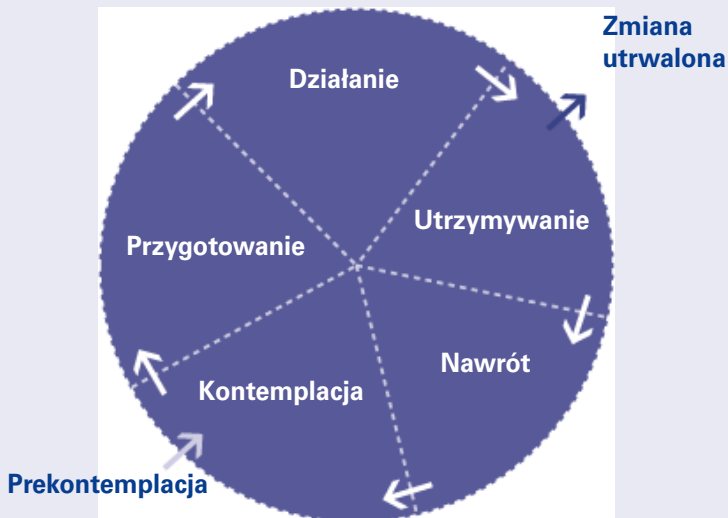 Zmiana
utrwalona
Działanie
Utrzymywanie
Przygotowanie
Nawrót
Kontemplacja
Prekontemplacja